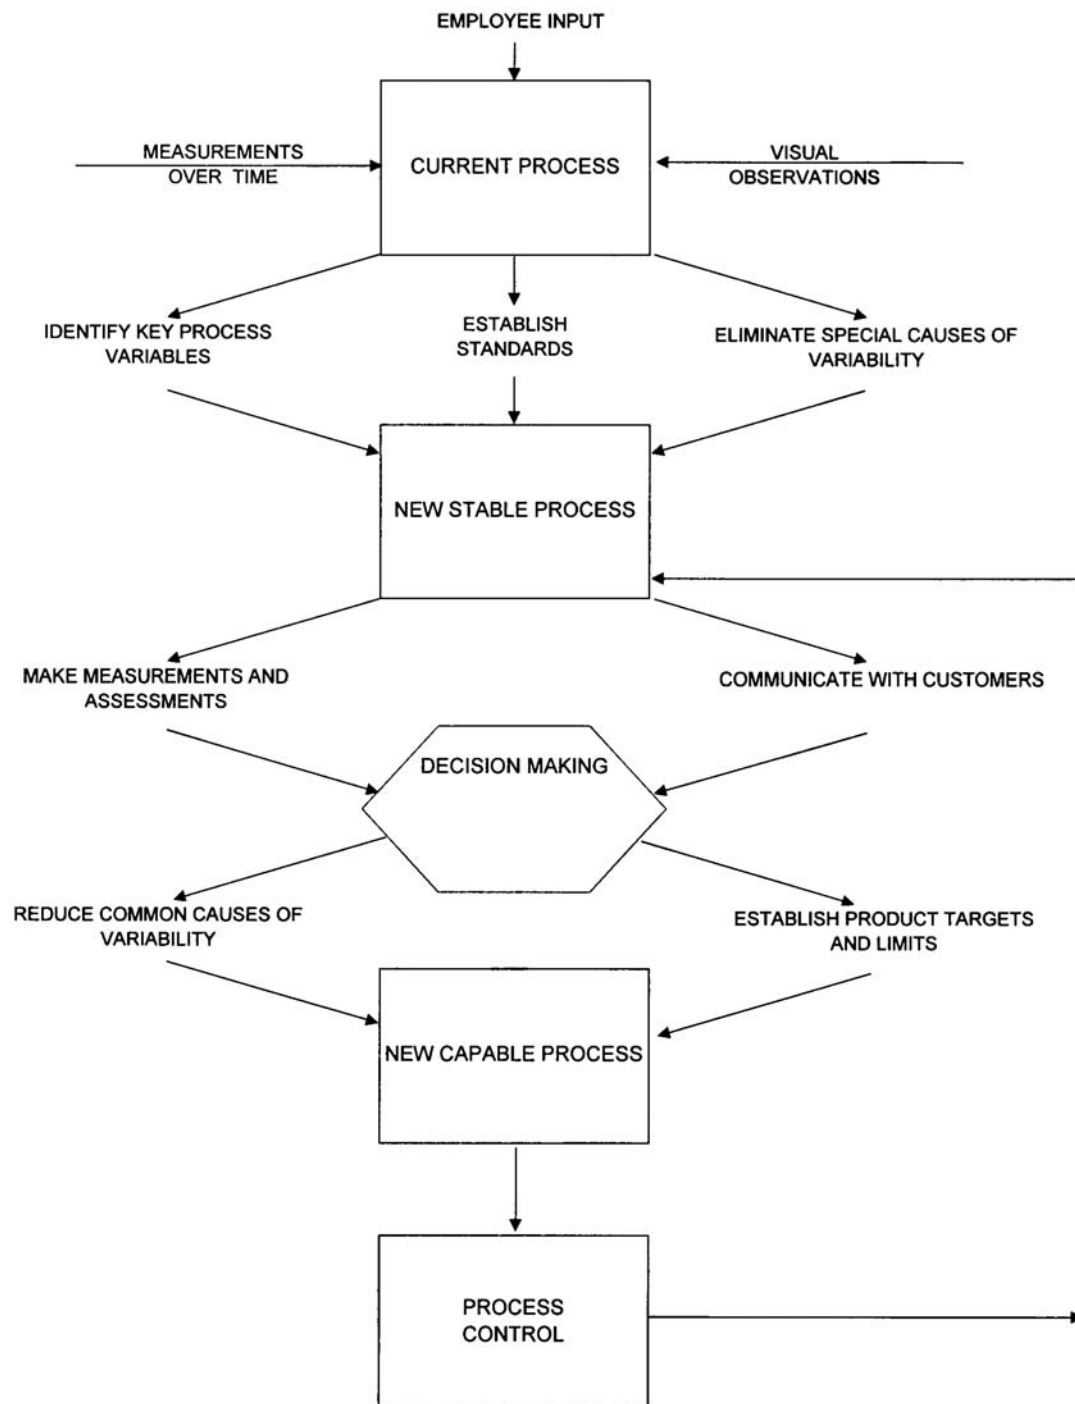 EMPLOYEE INPUT
MEASUREMENTS
OVER TIME
CURRENT PROCESS
VISUAL
OBSERVATIONS
IDENTIFY KEY PROCESS
VARIABLES
ESTABLISH
STANDARDS
ELIMINATE SPECIAL CAUSES OF
VARIABILITY
NEW STABLE PROCESS
MAKE MEASUREMENTS AND
ASSESSMENTS
COMMUNICATE WITH CUSTOMERS
DECISION MAKING
REDUCE COMMON CAUSES OF
VARIABILITY
ESTABLISH PRODUCT TARGETS
AND LIMITS
NEW CAPABLE PROCESS
PROCESS
CONTROL